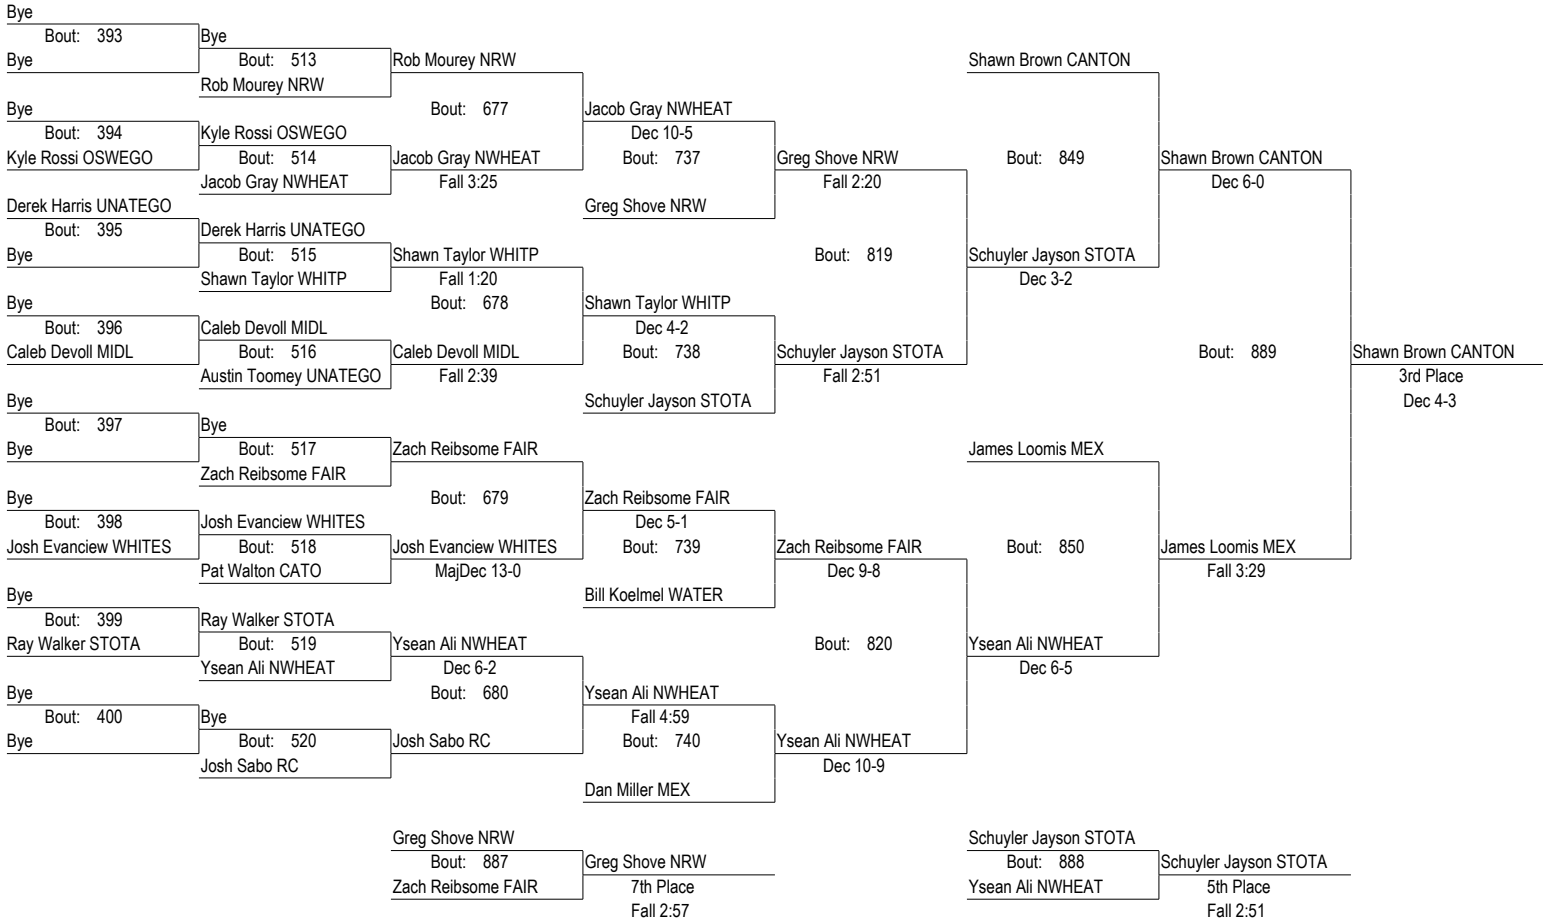 Bye
Bout: 393 Bye
Bye Bout: 513 Rob Mourey NRW Shawn Brown CANTON
Rob Mourey NRW
Bye Bout: 677 Jacob Gray NWHEAT
Bout: 394 Kyle Rossi OSWEGO Dec 10-5
Kyle Rossi OSWEGO Bout: 514 Jacob Gray NWHEAT Bout: 737 Greg Shove NRW Bout: 849 Shawn Brown CANTON
Jacob Gray NWHEAT Fall 3:25 Fall 2:20 Dec 6-0
Derek Harris UNATEGO Greg Shove NRW
Bout: 395 Derek Harris UNATEGO
Bye Bout: 515 Shawn Taylor WHITP Bout: 819 Schuyler Jayson STOTA
Shawn Taylor WHITP Fall 1:20 Dec 3-2
Bye Bout: 678 Shawn Taylor WHITP
Bout: 396 Caleb Devoll MIDL Dec 4-2
Caleb Devoll MIDL Bout: 516 Caleb Devoll MIDL Bout: 738 Schuyler Jayson STOTA Bout: 889 Shawn Brown CANTON
Austin Toomey UNATEGO Fall 2:39 Fall 2:51 3rd Place
Bye Schuyler Jayson STOTA Dec 4-3
Bout: 397 Bye
Bye Bout: 517 Zach Reibsome FAIR James Loomis MEX
Zach Reibsome FAIR
Bye Bout: 679 Zach Reibsome FAIR
Bout: 398 Josh Evanciew WHITES Dec 5-1
Josh Evanciew WHITES Bout: 518 Josh Evanciew WHITES Bout: 739 Zach Reibsome FAIR Bout: 850 James Loomis MEX
Pat Walton CATO MajDec 13-0 Dec 9-8 Fall 3:29
Bye Bill Koelmel WATER
Bout: 399 Ray Walker STOTA
Ray Walker STOTA Bout: 519 Ysean Ali NWHEAT Bout: 820 Ysean Ali NWHEAT
Ysean Ali NWHEAT Dec 6-2 Dec 6-5
Bye Bout: 680 Ysean Ali NWHEAT
Bout: 400 Bye Fall 4:59
Bye Bout: 520 Josh Sabo RC Bout: 740 Ysean Ali NWHEAT
Josh Sabo RC Dec 10-9
Dan Miller MEX
Greg Shove NRW Schuyler Jayson STOTA
Bout: 887 Greg Shove NRW Bout: 888 Schuyler Jayson STOTA
Zach Reibsome FAIR 7th Place Ysean Ali NWHEAT 5th Place
Fall 2:57 Fall 2:51